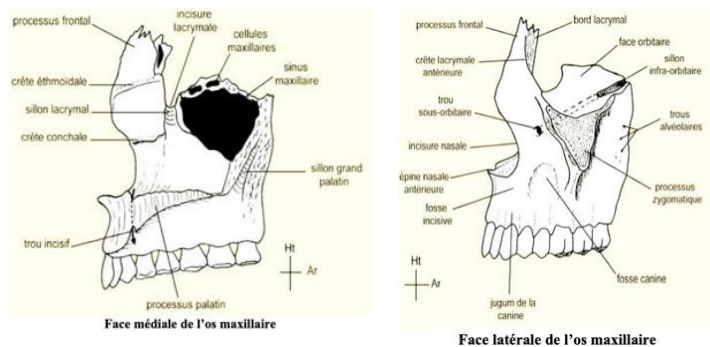 processus frontal
incisure
lacrymale
cellules
maxillaires
sinus
maxillaire
crête éthmoïdale
sillon lacrymal
crête conchale
sillon grand
palatin
trou incisif
processus palatin
Ht
Ar
Face médiale de l'os maxillaire
processus frontal
bord lacrymal
face orbitaire
crête lacrymale
antérieure
sillon
infra-orbitaire
trou
sous-orbitaire
trous
alvéolaires
incisure nasale
épine nasale
antérieure
processus
zygomatique
fosse
incisive
Ht
Ar
fosse canine
jugum de la
canine
Face latérale de l'os maxillaire